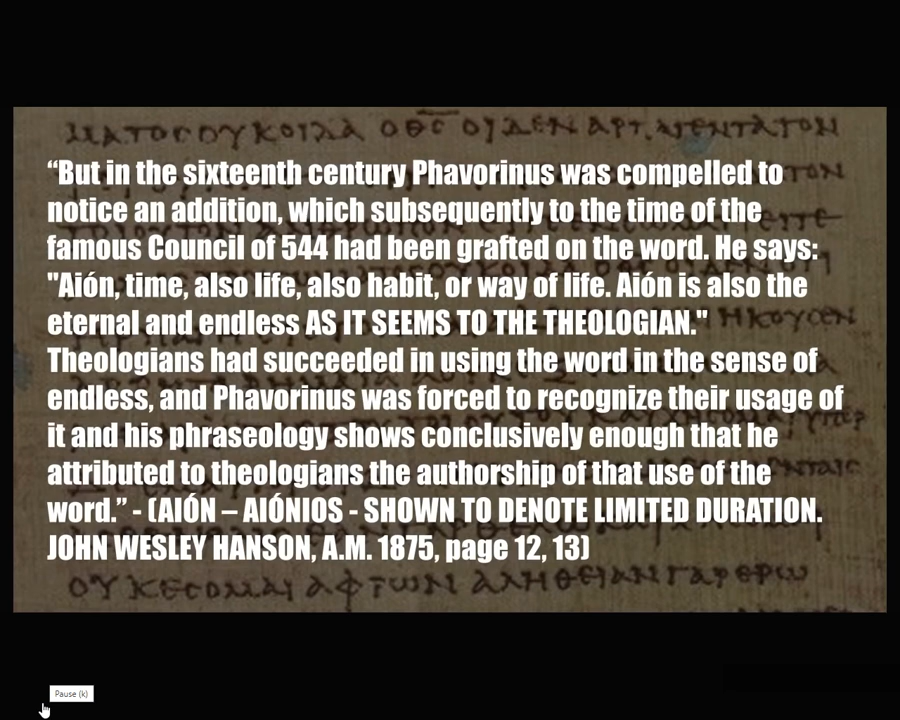 “But in the sixteenth century Phavorinus was compelled to
notice an addition, which subsequently to the time of the
famous Council of 544 had been grafted on the word. He says:
"Aión, time, also life, also habit, or way of life. Aión is also the
eternal and endless AS IT SEEMS TO THE THEOLOGIAN."
Theologians had succeeded in using the word in the sense of
endless, and Phavorinus was forced to recognize their usage of
it and his phraseology shows conclusively enough that he
attributed to theologians the authorship of that use of the
word.” - (AIÓN – AIÓNIOS - SHOWN TO DENOTE LIMITED DURATION.
JOHN WESLEY HANSON, A.M. 1875, page 12, 13)
Pause (k)